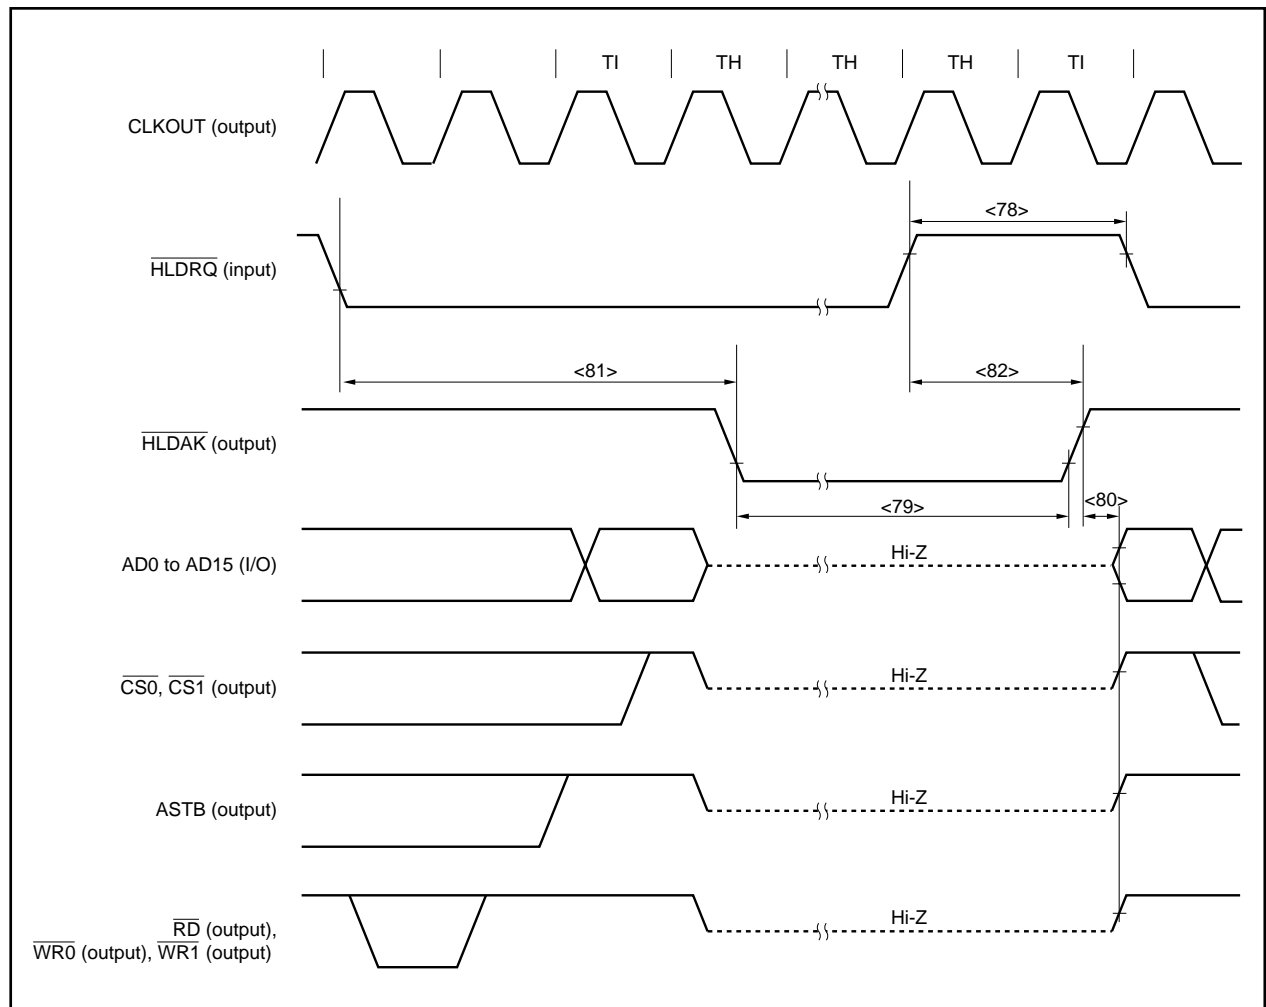 TI TH TH TH TI
CLKOUT (output)
<78>
HLDRQ (input)
<81> <82>
HLDAK (output)
<79> <80>
AD0 to AD15 (I/O) Hi-Z
CS0, CS1 (output) Hi-Z
ASTB (output) Hi-Z
RD (output), Hi-Z
WR0 (output), WR1 (output)